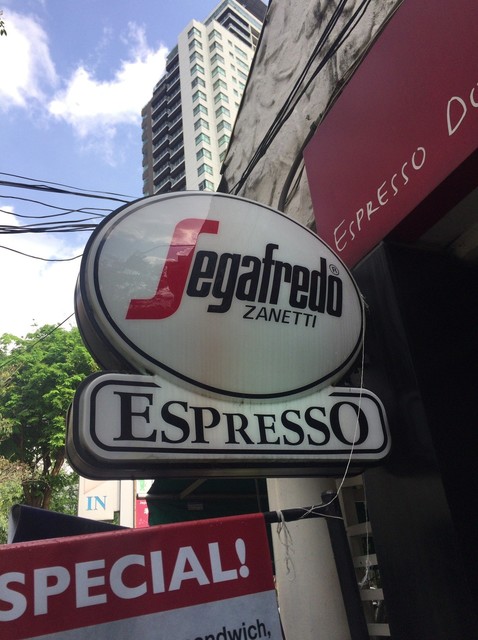 ESPRESSO
Segafredo®
ZANETTI
ESPRESSO
IN
SPECIAL!